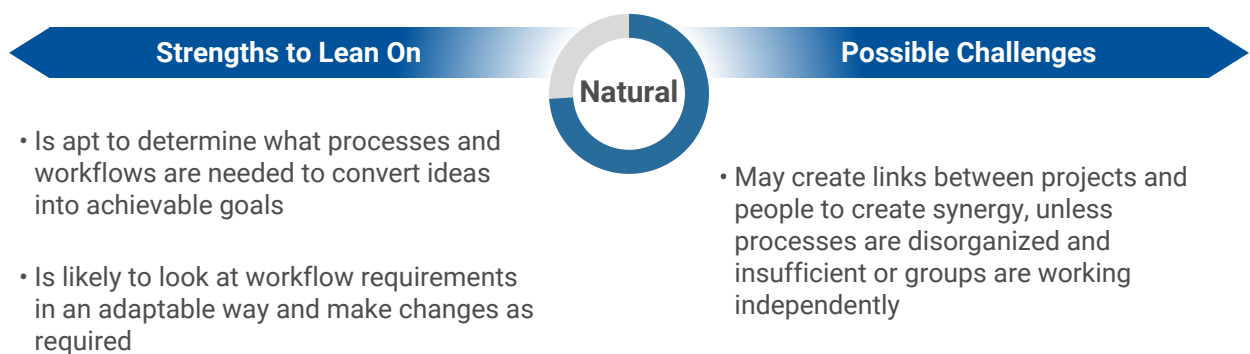 Strengths to Lean On
Natural
Possible Challenges
• Is apt to determine what processes and
workflows are needed to convert ideas
into achievable goals
• Is likely to look at workflow requirements
in an adaptable way and make changes as
required
• May create links between projects and
people to create synergy, unless
processes are disorganized and
insufficient or groups are working
independently